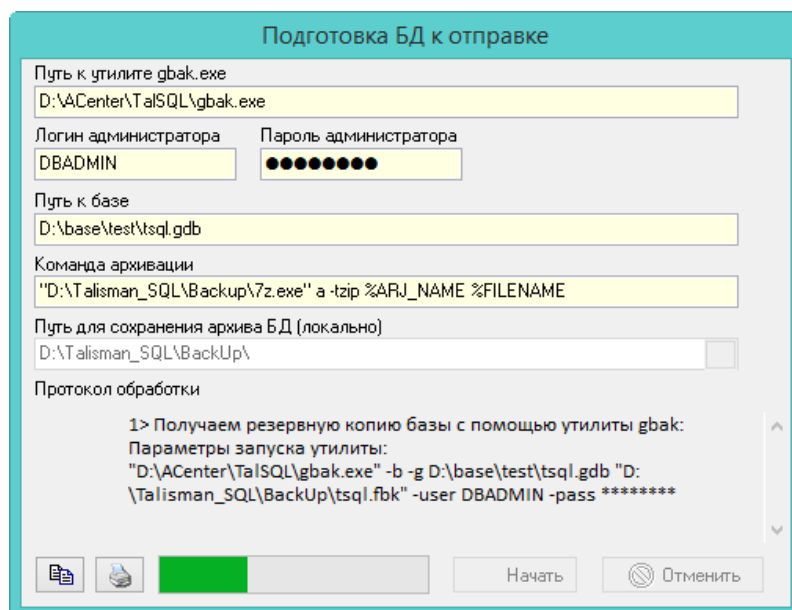 Подготовка БД к отправке
Путь к утилите gbak.exe
D:\ACenter\TalSQL\gbak.exe
Логин администратора Пароль администратора
DBADMIN ●●●●●●●●
Путь к базе
D:\base\test\tsql.gdb
Команда архивации
"D:\Talisman_SQL\Backup\7z.exe" a -tzip %ARJ_NAME %FILENAME
Путь для сохранения архива БД (локально)
D:\Talisman_SQL\BackUp\
Протокол обработки
1> Получаем резервную копию базы с помощью утилиты gbak:
Параметры запуска утилиты:
"D:\ACenter\TalSQL\gbak.exe" -b -g D:\base\test\tsql.gdb "D:
\Talisman_SQL\BackUp\tsql.fbk" -user DBADMIN -pass ********
Начать Отменить